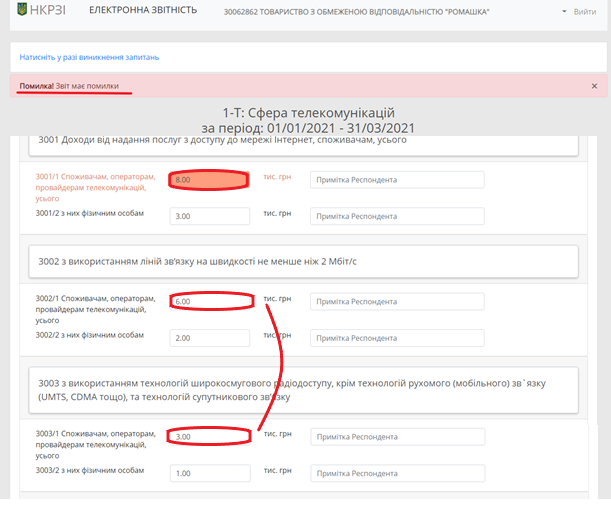 НКРЗІ ЕЛЕКТРОННА ЗВІТНІСТЬ 30062862 ТОВАРИСТВО З ОБМЕЖЕНОЮ ВІДПОВІДАЛЬНІСТЮ "РОМАШКА" Вийти
Натисніть у разі виникнення запитань
Помилка! Звіт має помилки ×
1-Т: Сфера телекомунікацій
за період: 01/01/2021 - 31/03/2021
3001 Доходи від надання послуг з доступу до мережі Інтернет, споживачам, усього
3001/1 Споживачам, операторам, 8.00 тис. грн Примітка Респондента
провайдерам телекомунікацій,
усього
3001/2 з них фізичним особам 3.00 тис. грн Примітка Респондента
3002 з використанням ліній зв'язку на швидкості не менше ніж 2 Мбіт/с
3002/1 Споживачам, операторам, 6.00 тис. грн Примітка Респондента
провайдерам телекомунікацій,
усього
3002/2 з них фізичним особам 2.00 тис. грн Примітка Респондента
3003 з використанням технологій широкосмугового радіодоступу, крім технологій рухомого (мобільного) зв`язку
(UMTS, CDMA тощо), та технологій супутникового зв'язку
3003/1 Споживачам, операторам, 3.00 тис. грн Примітка Респондента
провайдерам телекомунікацій,
усього
3003/2 з них фізичним особам 1.00 тис. грн Примітка Респондента